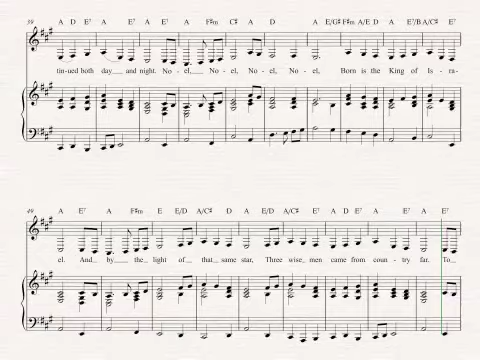 39 A D E⁷ A E⁷ A F♯m C♯ A D A E/G♯ F♯m A/E D A E⁷/B A/C♯ E⁷
tin-ued both day and night. No - el, No - el, No - el, No - el, Born is the King of Is - ra-
49 A E⁷ A F♯m E E/D A/C♯ D A E/D A/C♯ E⁷ A D E⁷ A E⁷ A E⁷
el. And by the light of that same star, Three wise men came from coun - try far. To